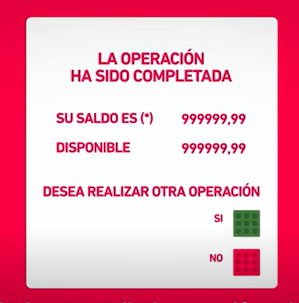 LA OPERACIÓN
HA SIDO COMPLETADA
SU SALDO ES (*) 999999,99
DISPONIBLE 999999,99
DESEA REALIZAR OTRA OPERACIÓN
SI
NO